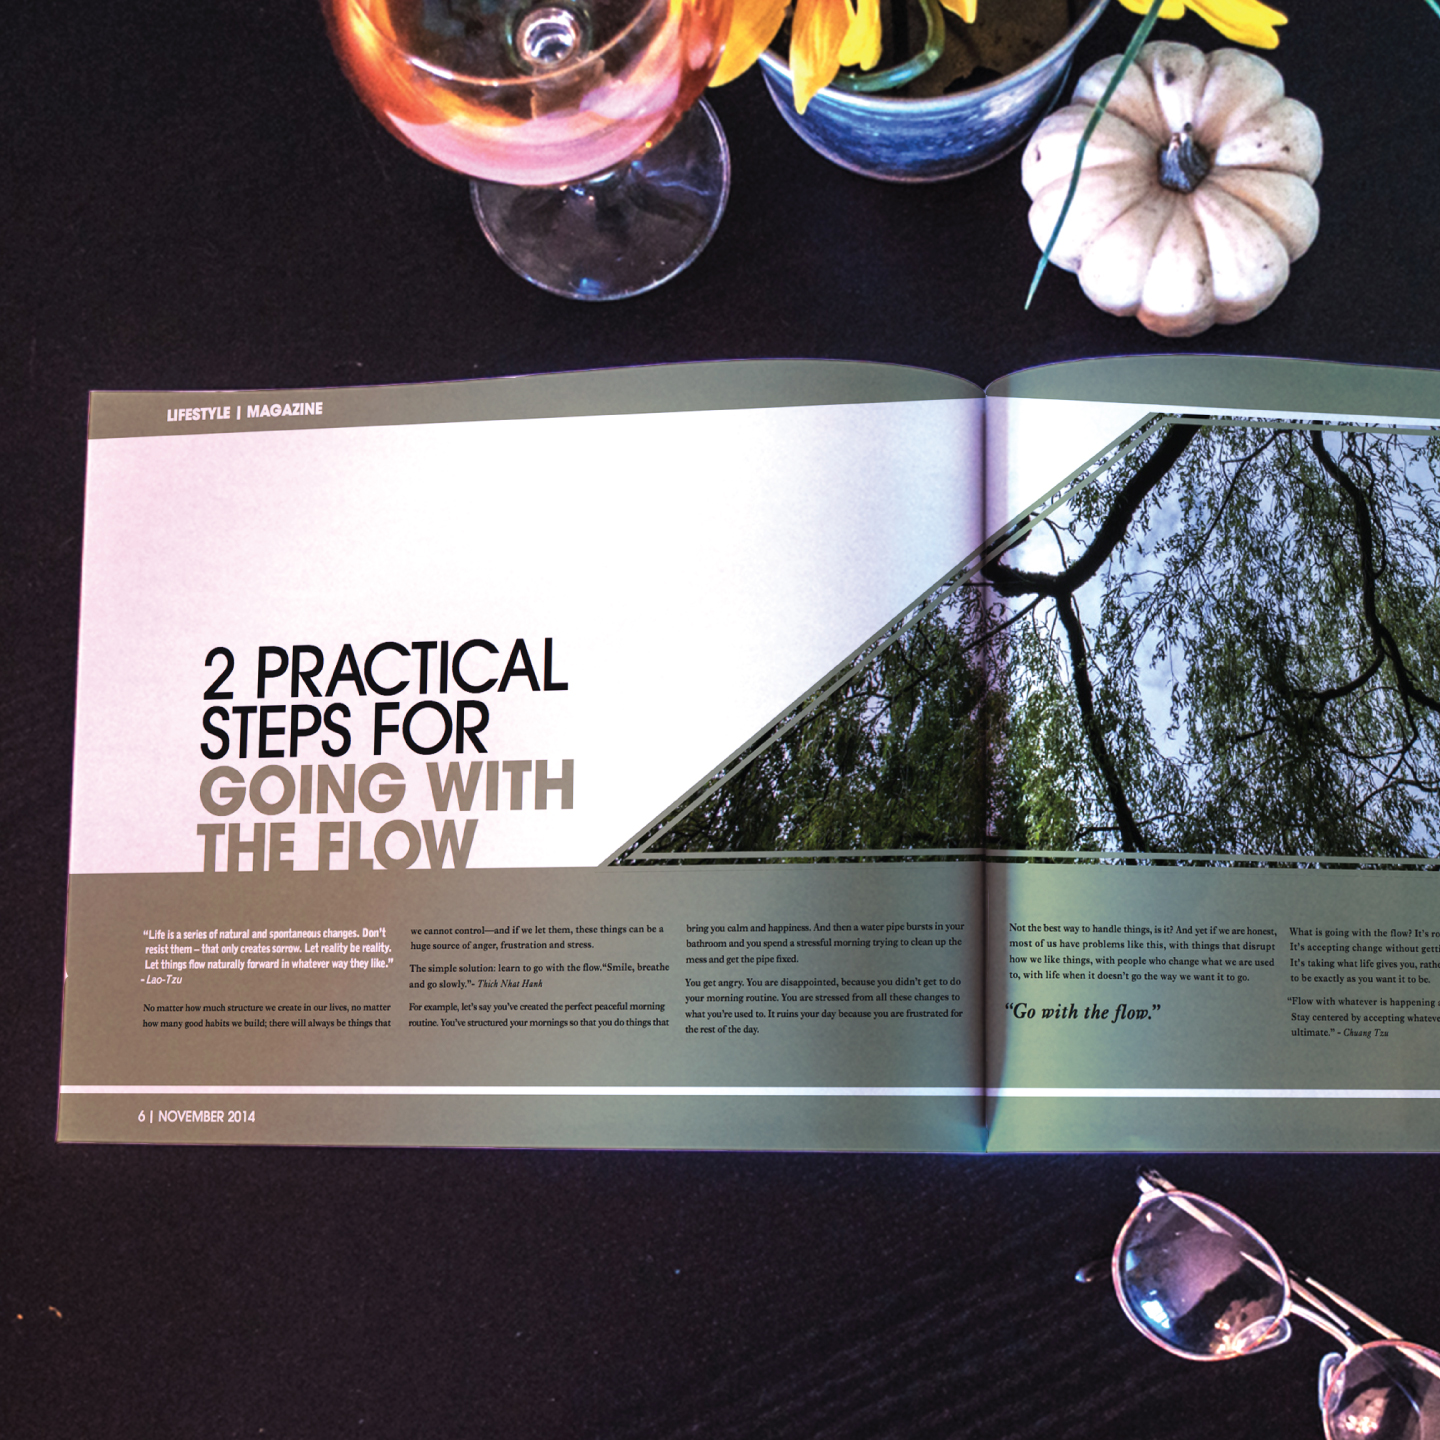 LIFESTYLE | MAGAZINE
2 PRACTICAL
STEPS FOR
GOING WITH
THE FLOW
“Life is a series of natural and spontaneous changes. Don’t
resist them – that only creates sorrow. Let reality be reality.
Let things flow naturally forward in whatever way they like.”
- Lao-Tzu
No matter how much structure we create in our lives, no matter
how many good habits we build; there will always be things that
we cannot control—and if we let them, these things can be a
huge source of anger, frustration and stress.
The simple solution: learn to go with the flow.“Smile, breathe
and go slowly.”- Thich Nhat Hanh
For example, let’s say you’ve created the perfect peaceful morning
routine. You’ve structured your mornings so that you do things that
bring you calm and happiness. And then a water pipe bursts in your
bathroom and you spend a stressful morning trying to clean up the
mess and get the pipe fixed.
You get angry. You are disappointed, because you didn’t get to do
your morning routine. You are stressed from all these changes to
what you’re used to. It ruins your day because you are frustrated for
the rest of the day.
Not the best way to handle things, is it? And yet if we are honest,
most of us have problems like this, with things that disrupt
how we like things, with people who change what we are used
to, with life when it doesn’t go the way we want it to go.
“Go with the flow.”
What is going with the flow? It’s
It’s accepting change without
It’s taking what life gives you,
to be exactly as you want it to be.
“Flow with whatever is happening
Stay centered by accepting
ultimate.” - Chuang Tzu
6 | NOVEMBER 2014